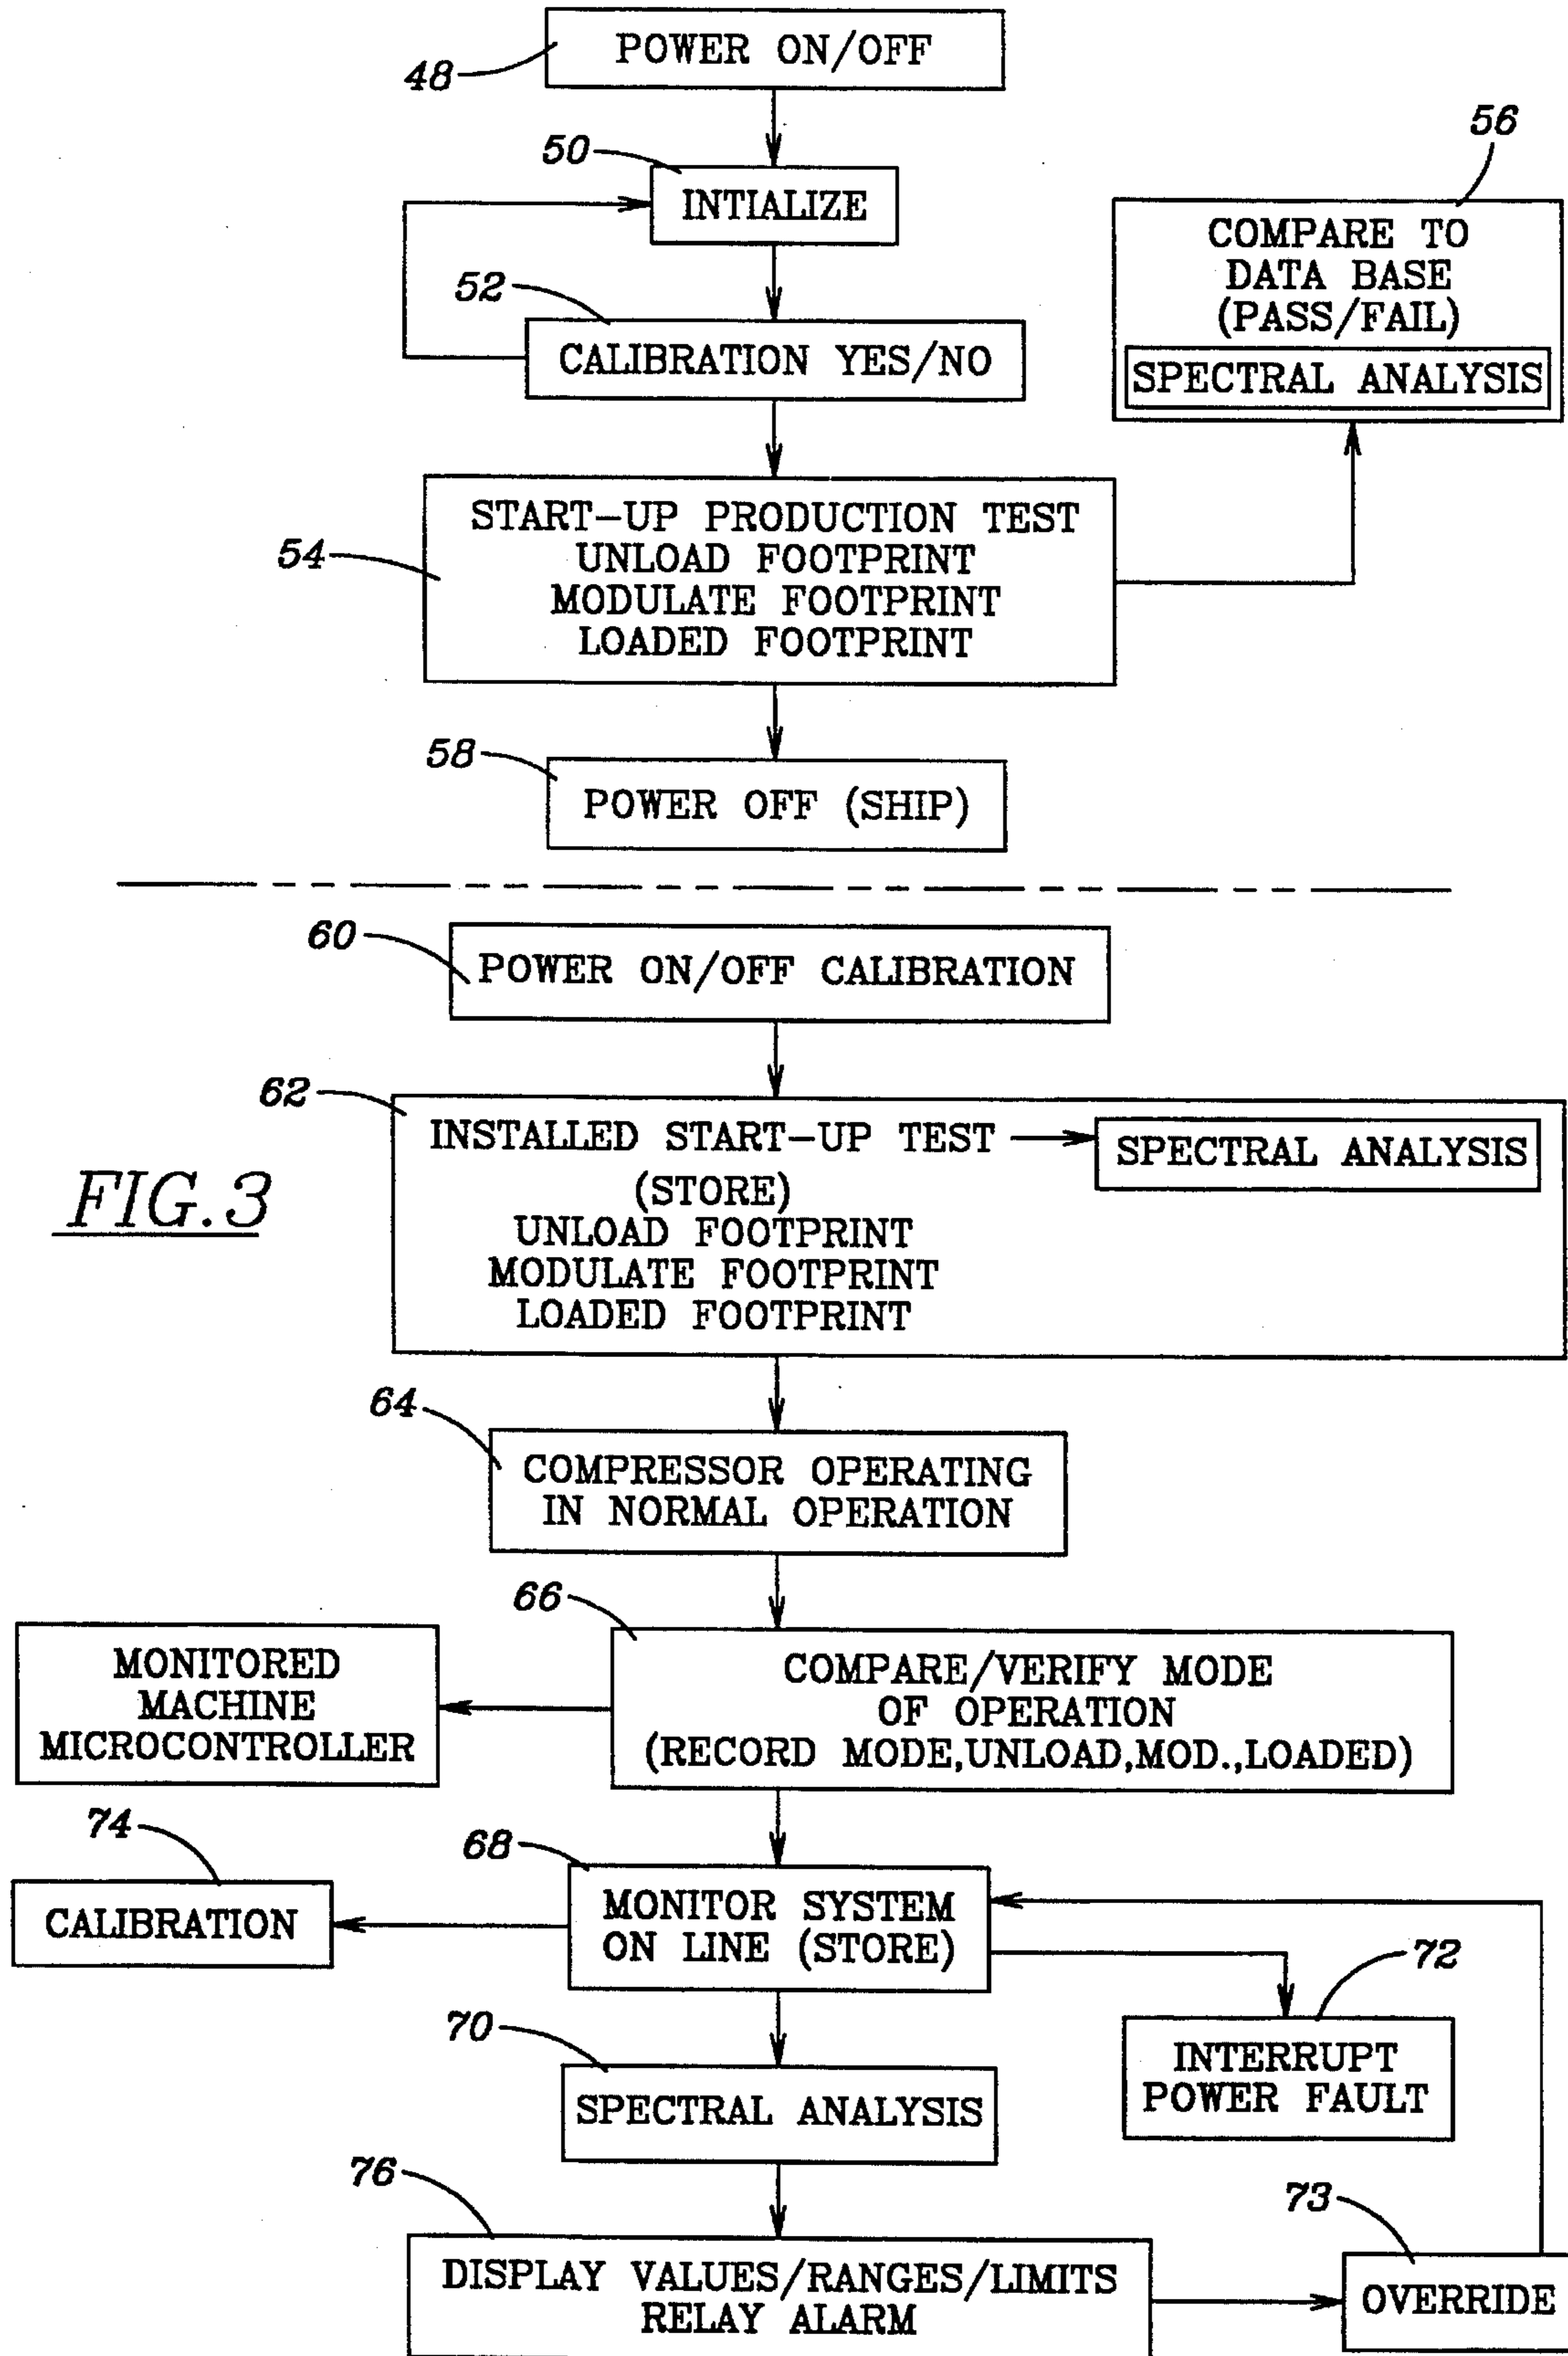 48
POWER ON/OFF
50
INTIALIZE
52
CALIBRATION YES/NO
56
COMPARE TO
DATA BASE
(PASS/FAIL)
SPECTRAL ANALYSIS
54
START-UP PRODUCTION TEST
UNLOAD FOOTPRINT
MODULATE FOOTPRINT
LOADED FOOTPRINT
58
POWER OFF (SHIP)
60
POWER ON/OFF CALIBRATION
62
INSTALLED START-UP TEST
(STORE)
UNLOAD FOOTPRINT
MODULATE FOOTPRINT
LOADED FOOTPRINT
SPECTRAL ANALYSIS
FIG.3
64
COMPRESSOR OPERATING
IN NORMAL OPERATION
66
COMPARE/VERIFY MODE
OF OPERATION
(RECORD MODE,UNLOAD,MOD.,LOADED)
MONITORED
MACHINE
MICROCONTROLLER
74
CALIBRATION
68
MONITOR SYSTEM
ON LINE (STORE)
72
INTERRUPT
POWER FAULT
70
SPECTRAL ANALYSIS
76
DISPLAY VALUES/RANGES/LIMITS
RELAY ALARM
73
OVERRIDE